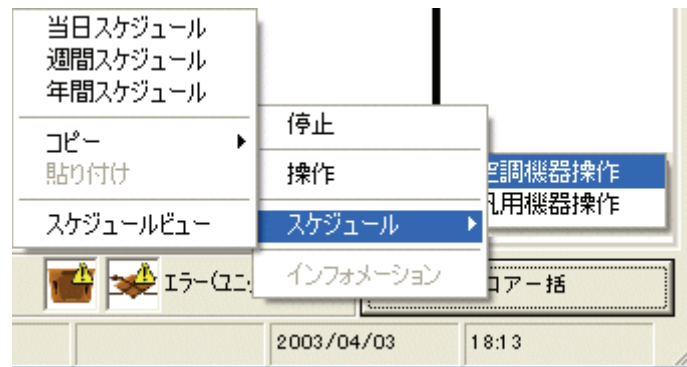 当日スケジュール
週間スケジュール
年間スケジュール
コピー
貼り付け
スケジュールビュー
停止
操作
スケジュール
インフォメーション
調機器操作
用機器操作
エラー(ユニ
ロアー括
2003/04/03
18:13